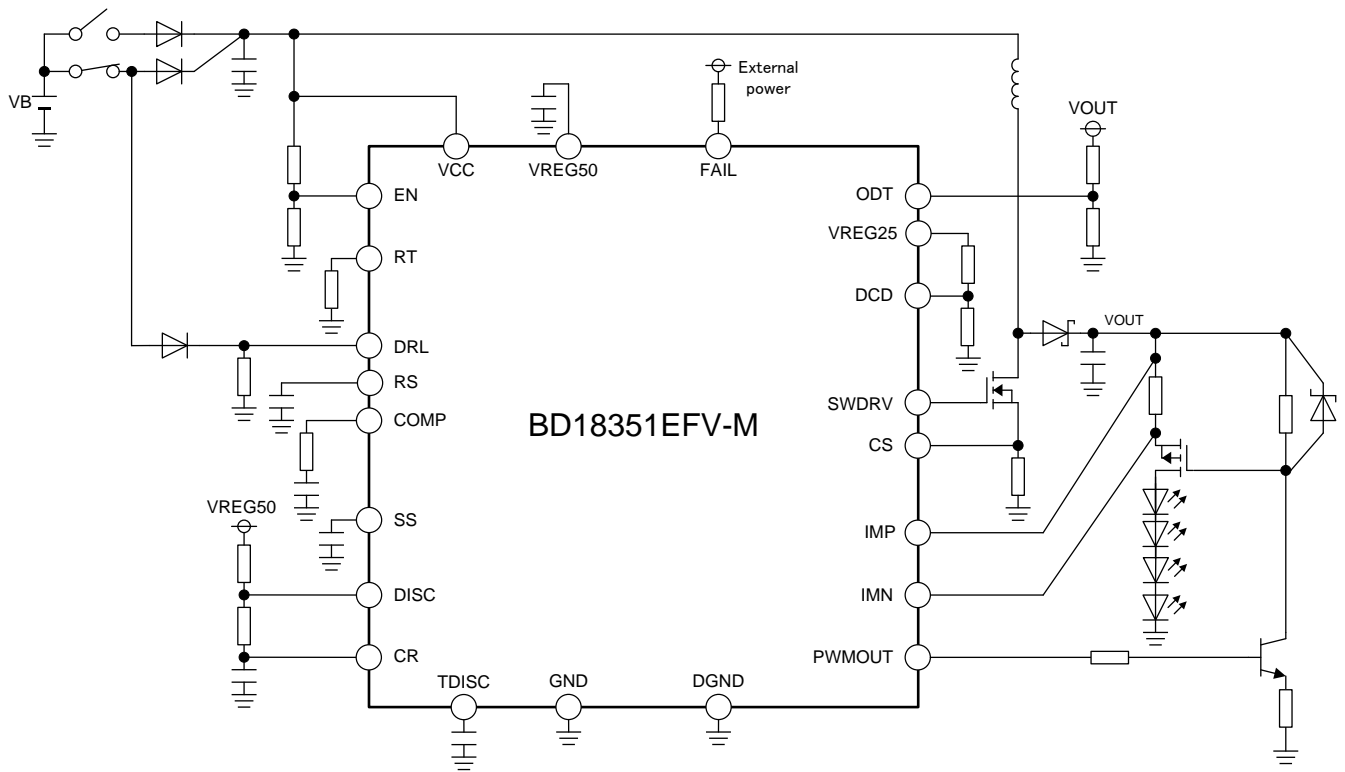 VB
External
power
VOUT
VCC
VREG50
FAIL
EN
ODT
VREG25
RT
DCD
DRL
VOUT
RS
COMP
BD18351EFV-M
SWDRV
CS
VREG50
SS
IMP
DISC
IMN
CR
PWMOUT
TDISC
GND
DGND